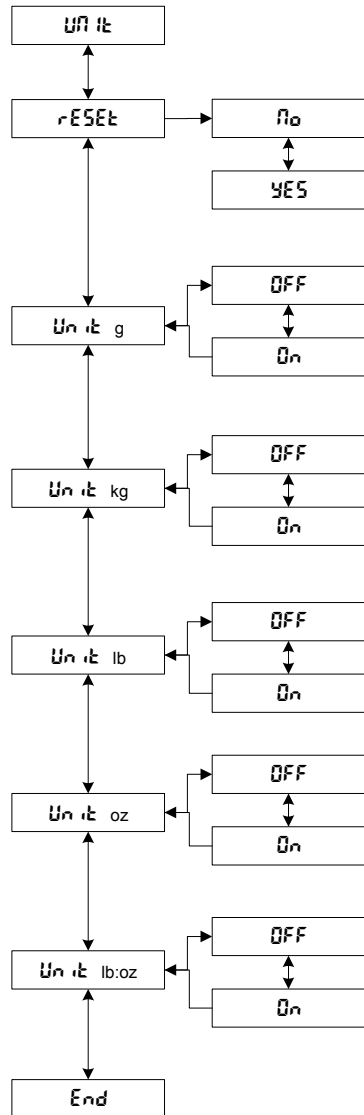 UNIt
rESEt
No
YES
Unit g
OFF
On
Unit kg
OFF
On
Unit lb
OFF
On
Unit oz
OFF
On
Unit lb:oz
OFF
On
End